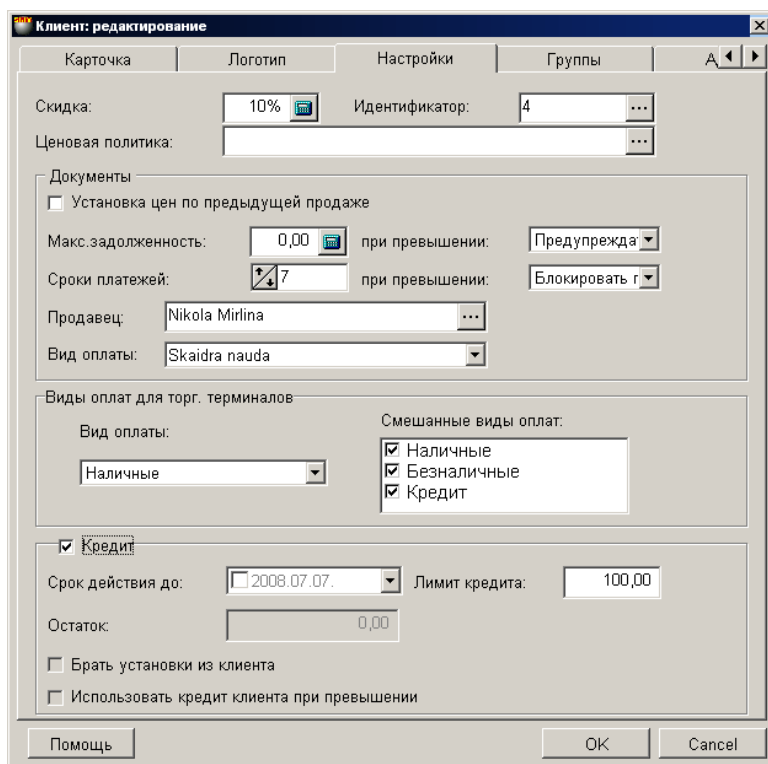 Клиент: редактирование
Карточка Логотип Настройки Группы
Скидка: 10% Идентификатор: 4 ...
Ценовая политика: ...
Документы
Установка цен по предыдущей продаже
Макс.задолженность: 0,00 при превышении: Предупрежда
Сроки платежей: 7 при превышении: Блокировать г
Продавец: Nikola Mirlina ...
Вид оплаты: Skaidra nauda
Виды оплат для торг. терминалов
Вид оплаты: Смешанные виды оплат:
Наличные
Наличные
Безналичные
Кредит
Кредит
Срок действия до: 2008.07.07. Лимит кредита: 100,00
Остаток: 0,00
Брать установки из клиента
Использовать кредит клиента при превышении
Помощь OK Cancel